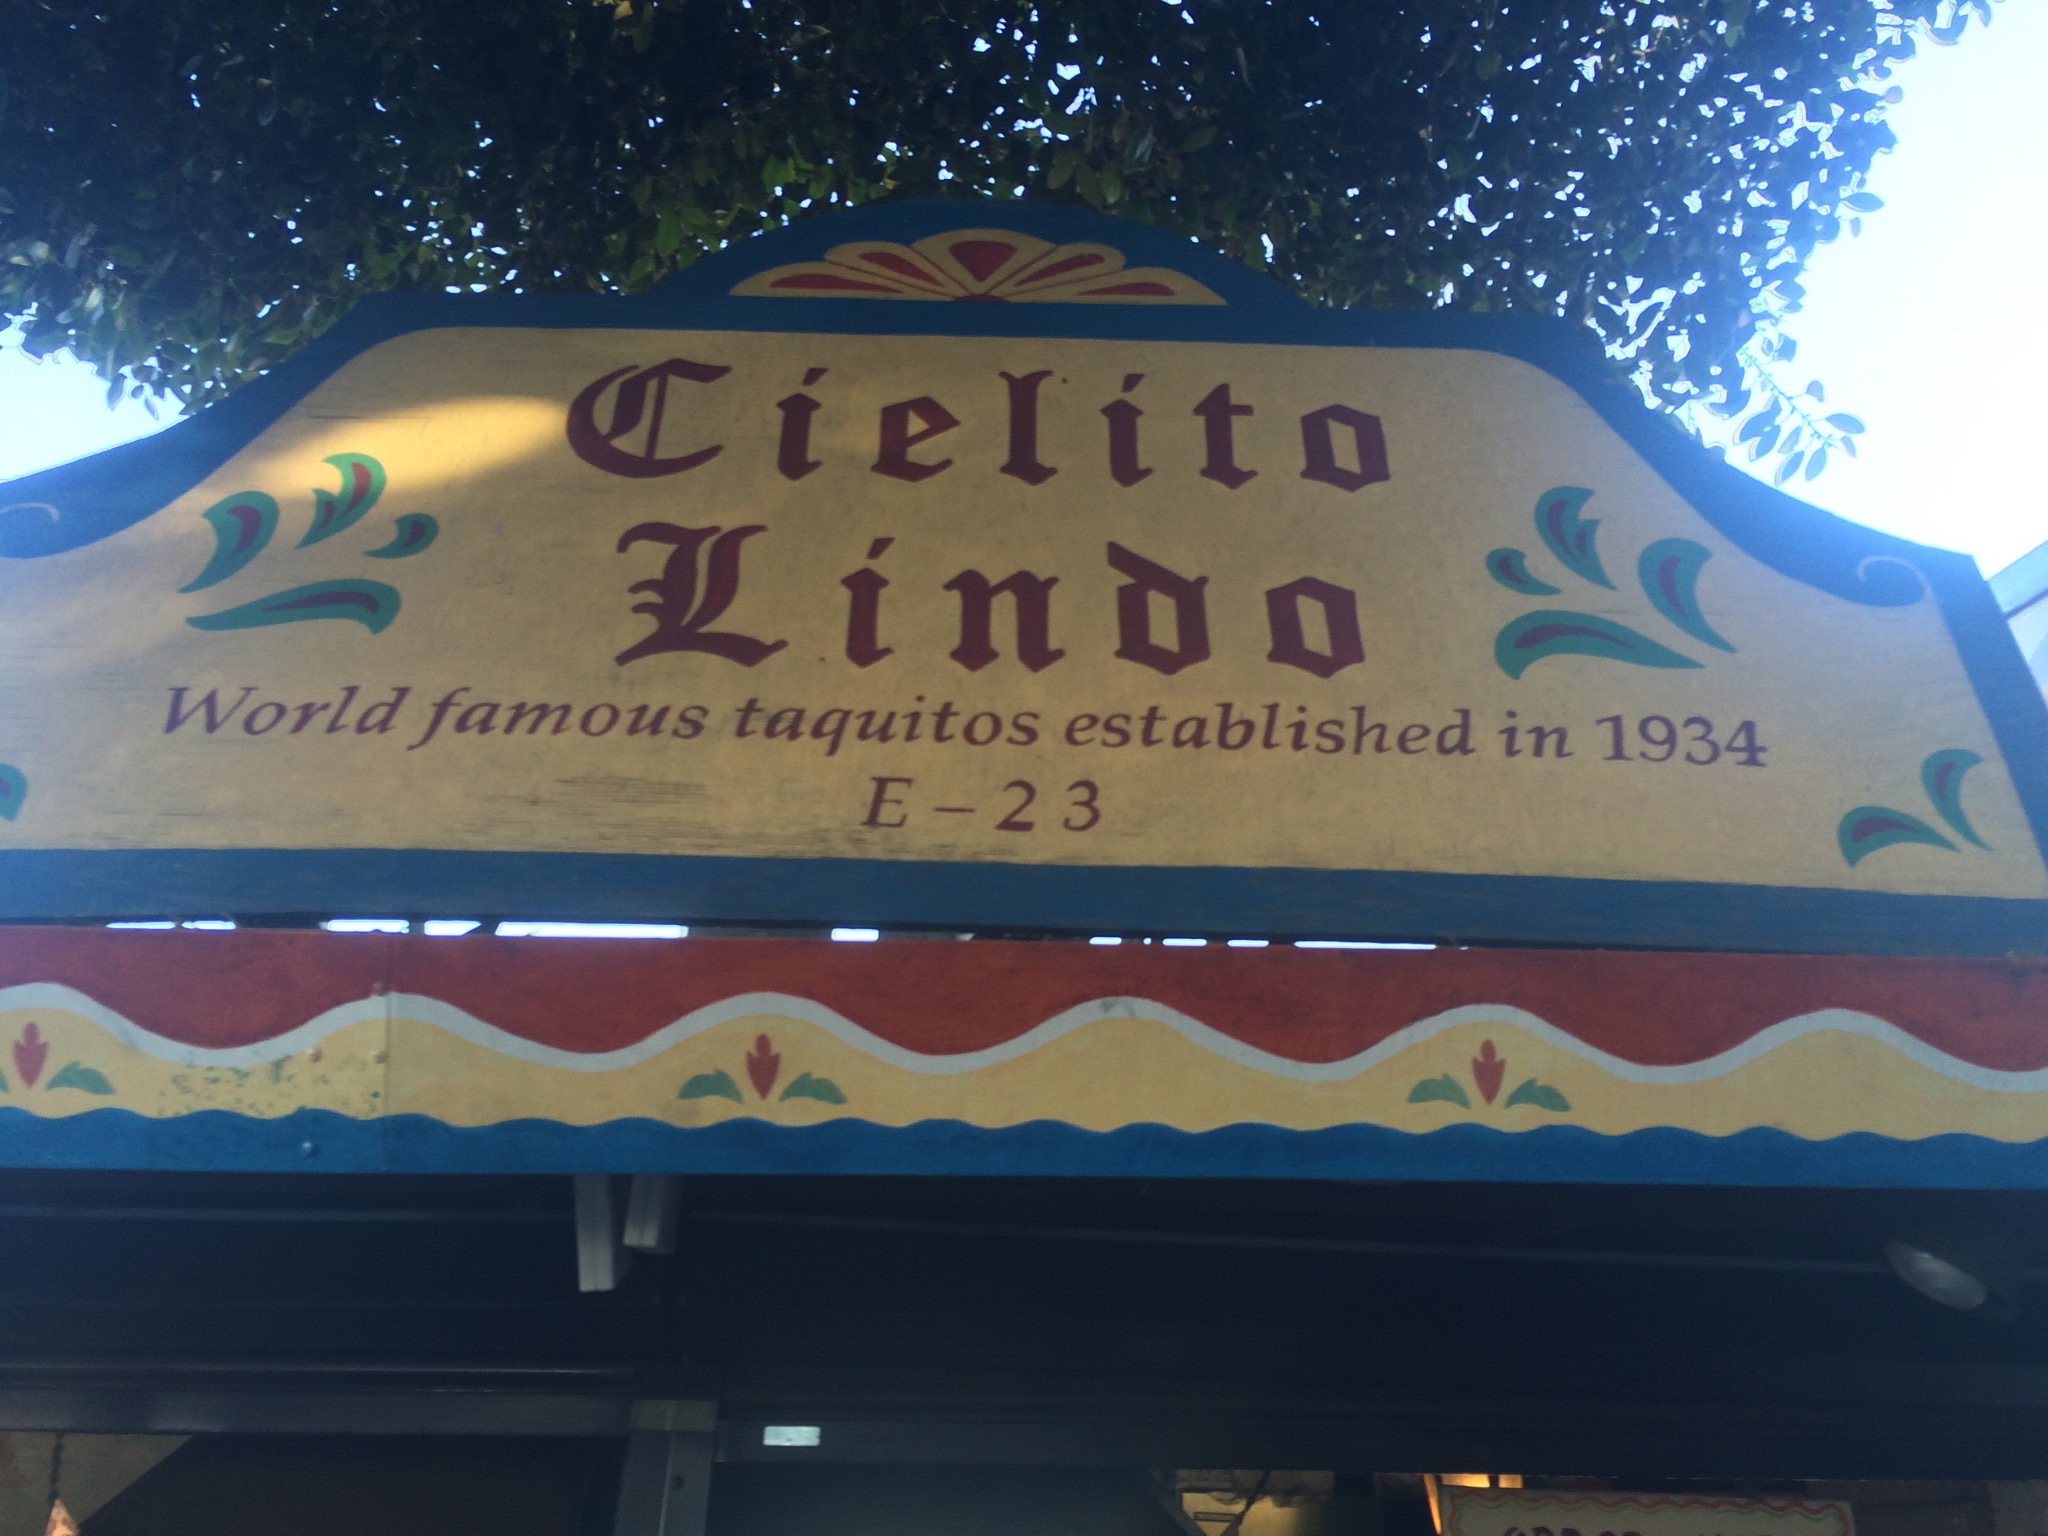 Cielito
Lindo
World famous taquitos established in 1934
E – 23